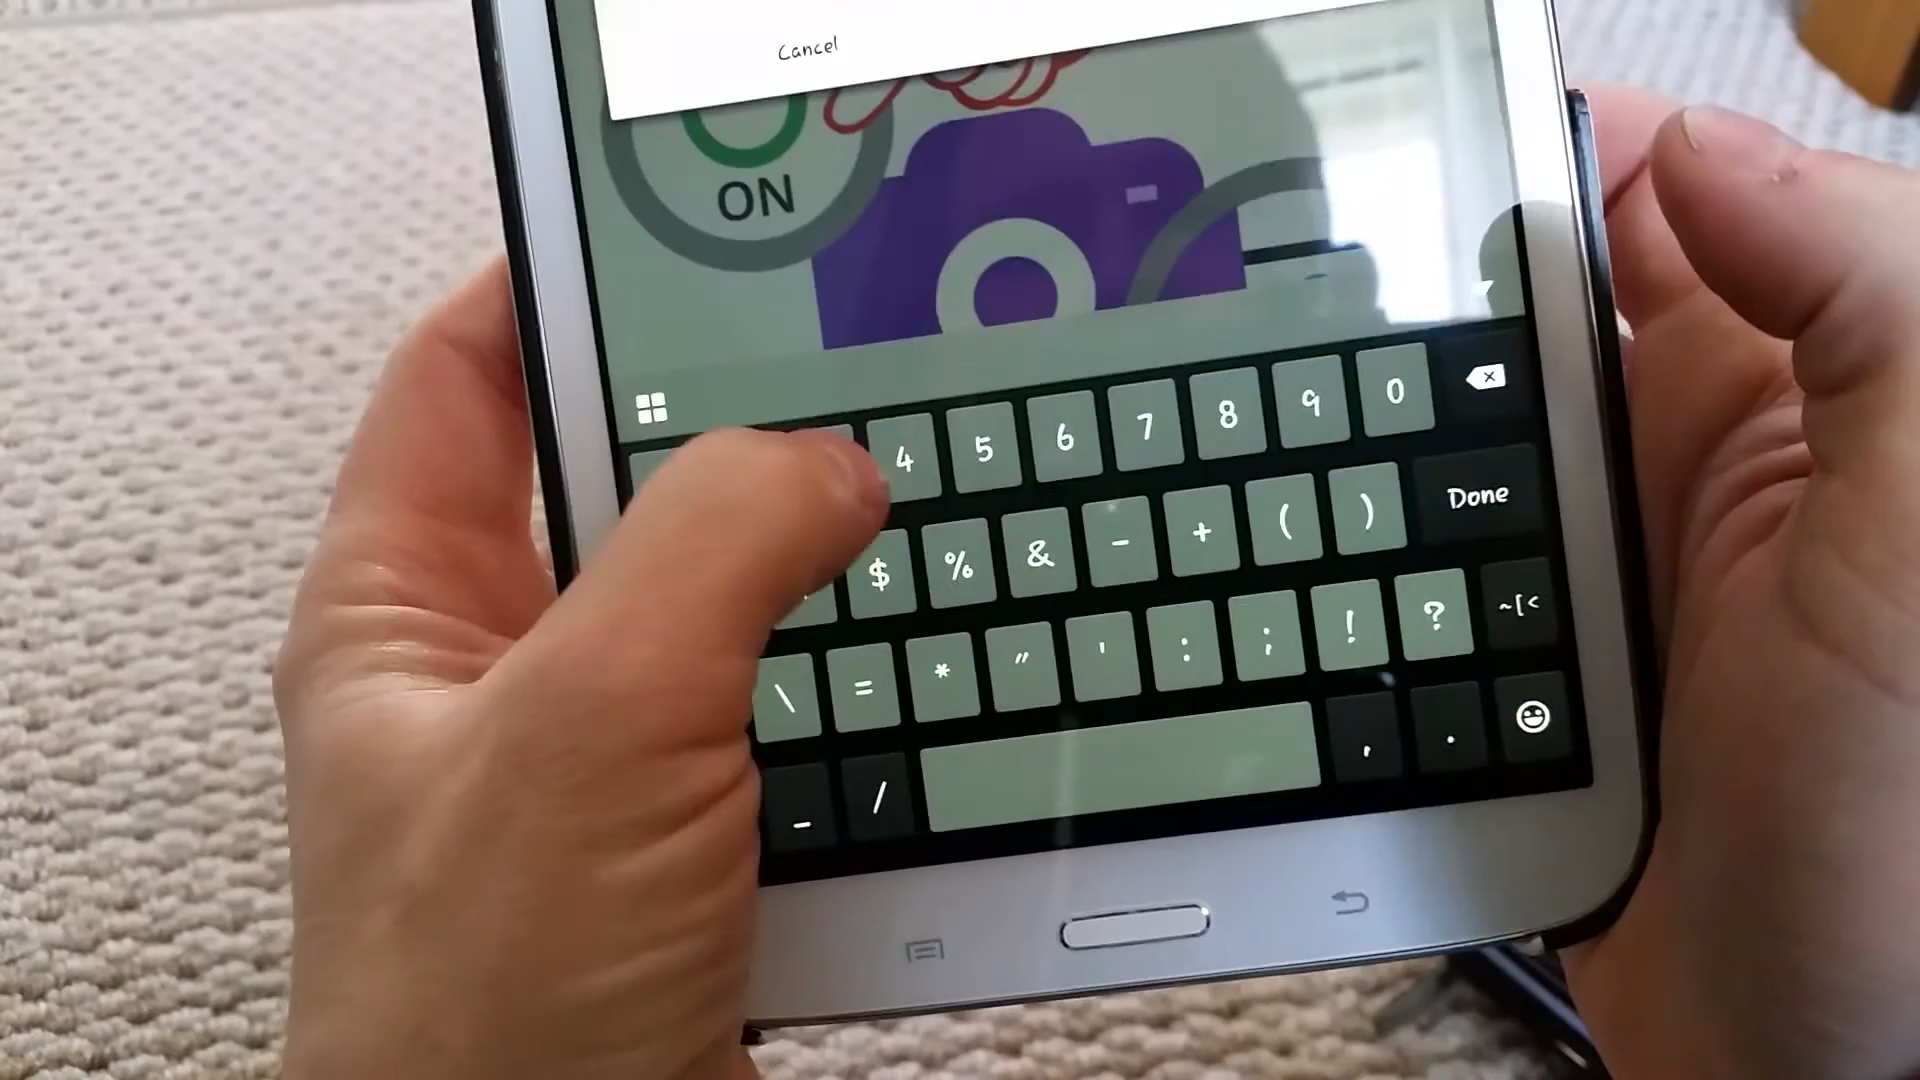 Cancel
ON
4 5 6 7 8 9 0
$ % & - + ( ) Done
\ = * " ' : ; ! ? ~[<
_ / , .